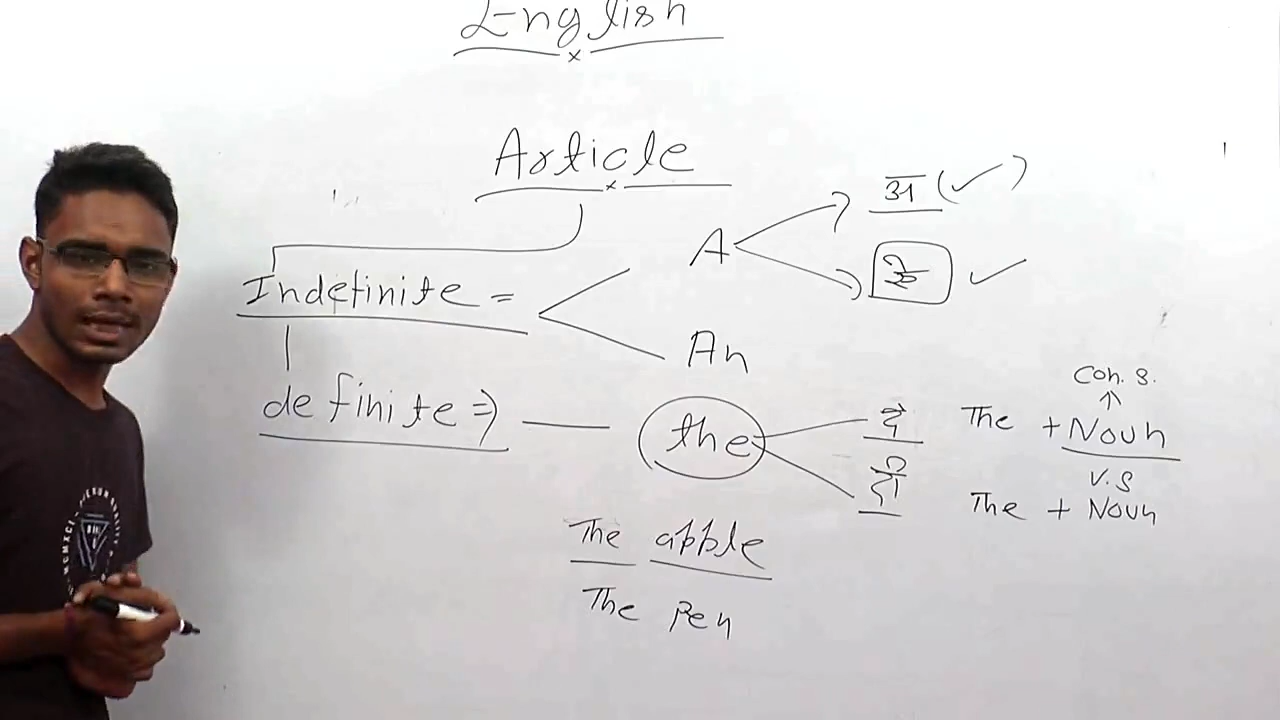 English
Article
A अ (✓)
ऐ ✓
Indefinite =
An
Con. s.
definite ⇒ the दे The + Noun
दी V.S
The + Noun
The apple
The Pen